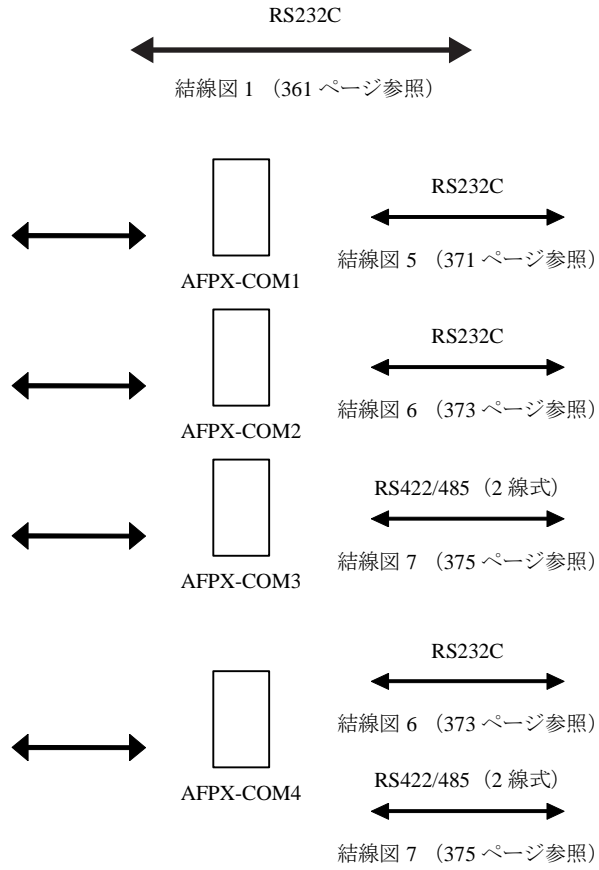 RS232C
結線図 1 （361 ページ参照）
RS232C
AFPX-COM1
結線図 5 （371 ページ参照）
RS232C
AFPX-COM2
結線図 6 （373 ページ参照）
RS422/485（2 線式）
AFPX-COM3
結線図 7 （375 ページ参照）
RS232C
結線図 6 （373 ページ参照）
AFPX-COM4
RS422/485（2 線式）
結線図 7 （375 ページ参照）